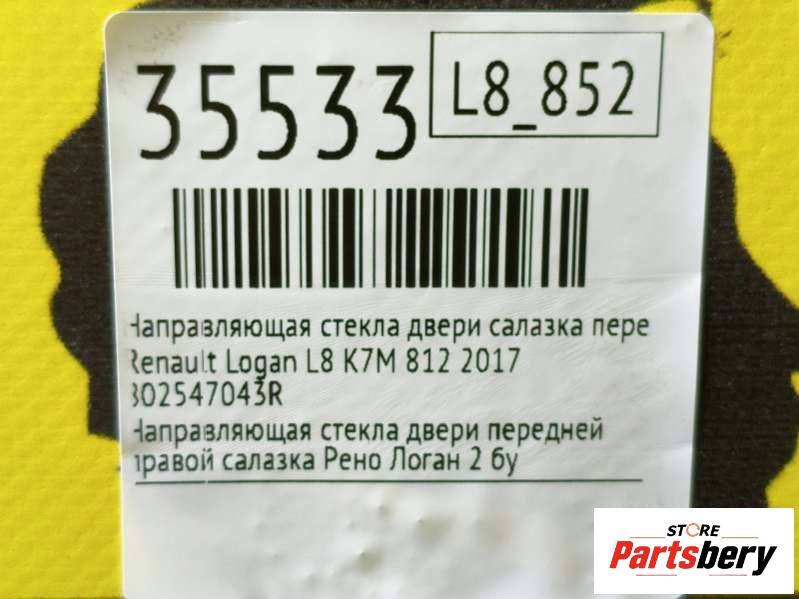 35533
L8_852
Направляющая стекла двери салазка пере
Renault Logan L8 K7M 812 2017
802547043R
Направляющая стекла двери передней
правой салазка Рено Логан 2 бу
STORE
Partsbery